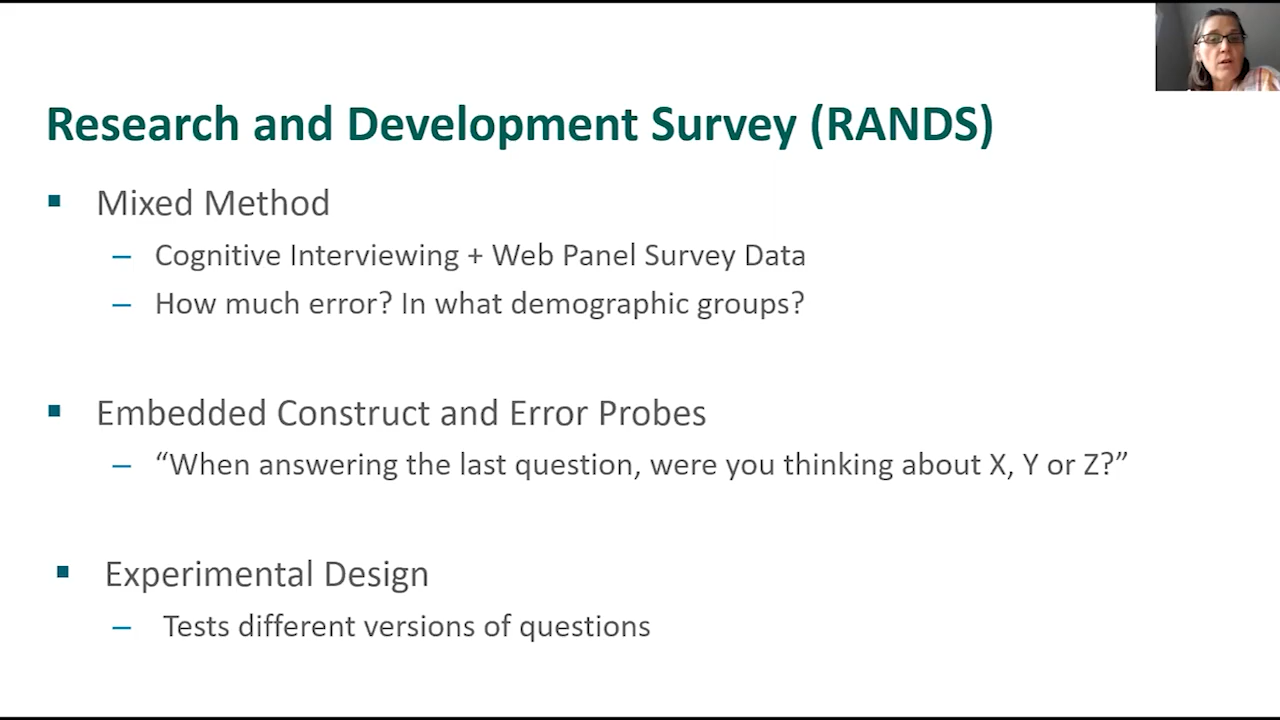 Research and Development Survey (RANDS)
Mixed Method
– Cognitive Interviewing + Web Panel Survey Data
– How much error? In what demographic groups?
Embedded Construct and Error Probes
– “When answering the last question, were you thinking about X, Y or Z?”
Experimental Design
– Tests different versions of questions